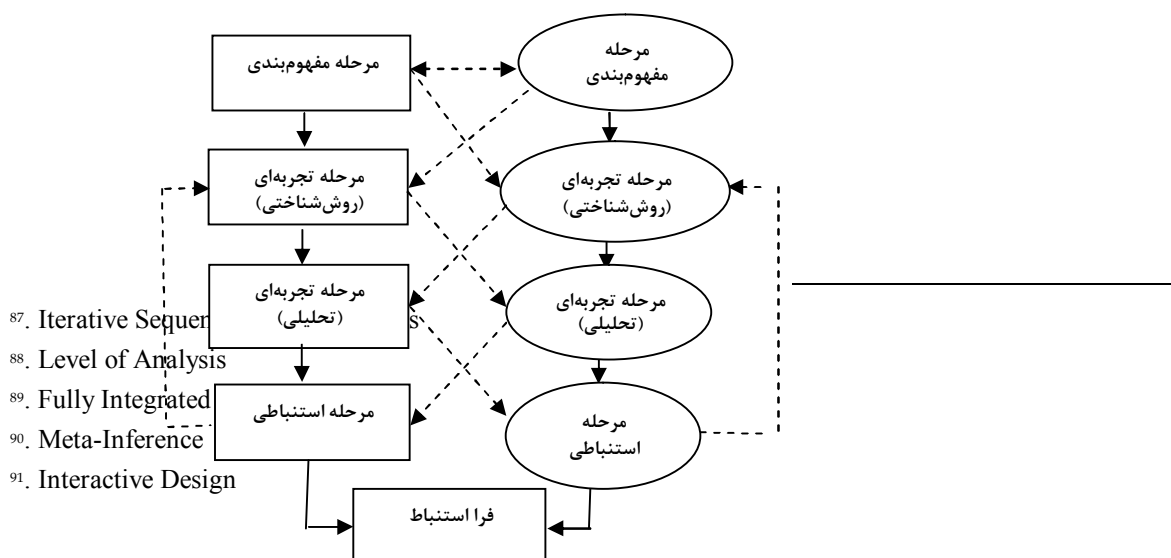 مرحله مفهوم‌بندی
مرحله
مفهوم‌بندی
مرحله تجربه‌ای
(روش‌شناختی)
مرحله تجربه‌ای
(روش‌شناختی)
مرحله تجربه‌ای
(تحلیلی)
مرحله تجربه‌ای
(تحلیلی)
مرحله استنباطی
مرحله
استنباطی
فرا استنباط
87. Iterative
88. Level of Analysis
89. Fully Integrated
90. Meta-Inference
91. Interactive Design